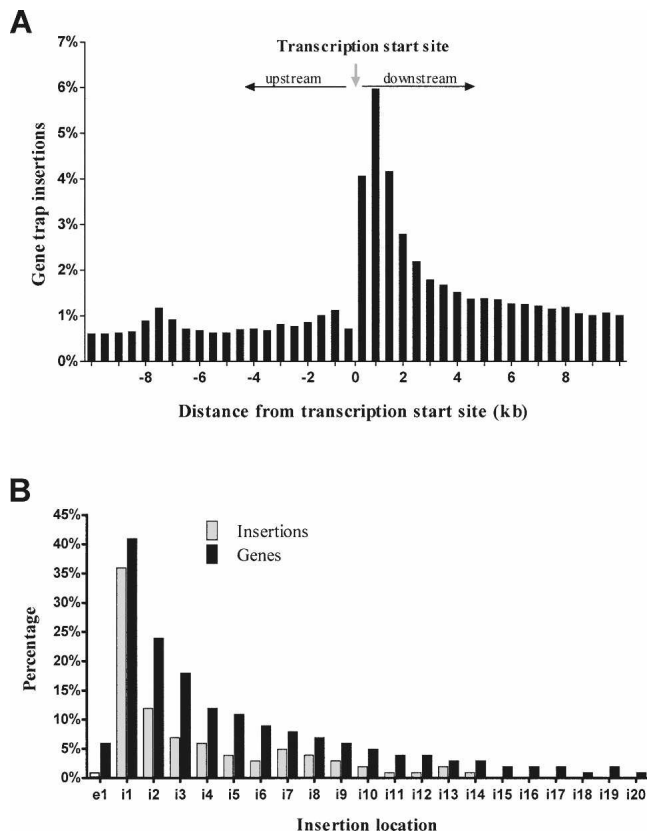 A
Transcription start site
upstream
downstream
7%
6%
5%
4%
3%
2%
1%
0%
Gene trap insertions
-8 -6 -4 -2 0 2 4 6 8
Distance from transcription start site (kb)
B
Insertions
Genes
45%
40%
35%
30%
25%
20%
15%
10%
5%
0%
Percentage
e1 i1 i2 i3 i4 i5 i6 i7 i8 i9 i10 i11 i12 i13 i14 i15 i16 i17 i18 i19 i20
Insertion location